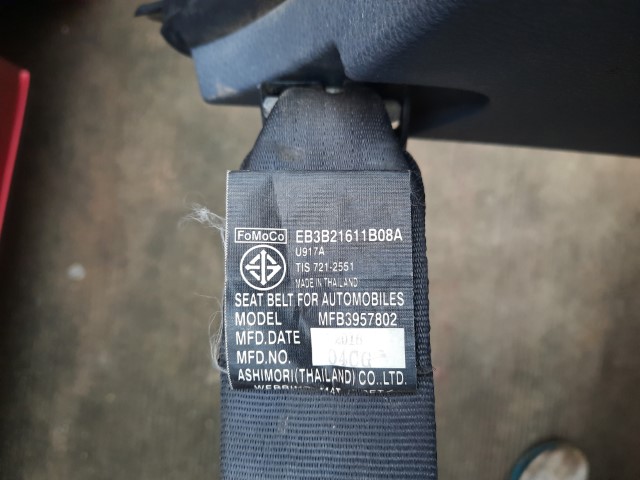 FoMoCo EB3B21611B08A
U917A
TIS 721-2551
MADE IN THAILAND
SEAT BELT FOR AUTOMOBILES
MODEL MFB3957802
MFD.DATE
MFD.NO. 04CG
ASHIMORI(THAILAND)CO.,LTD.